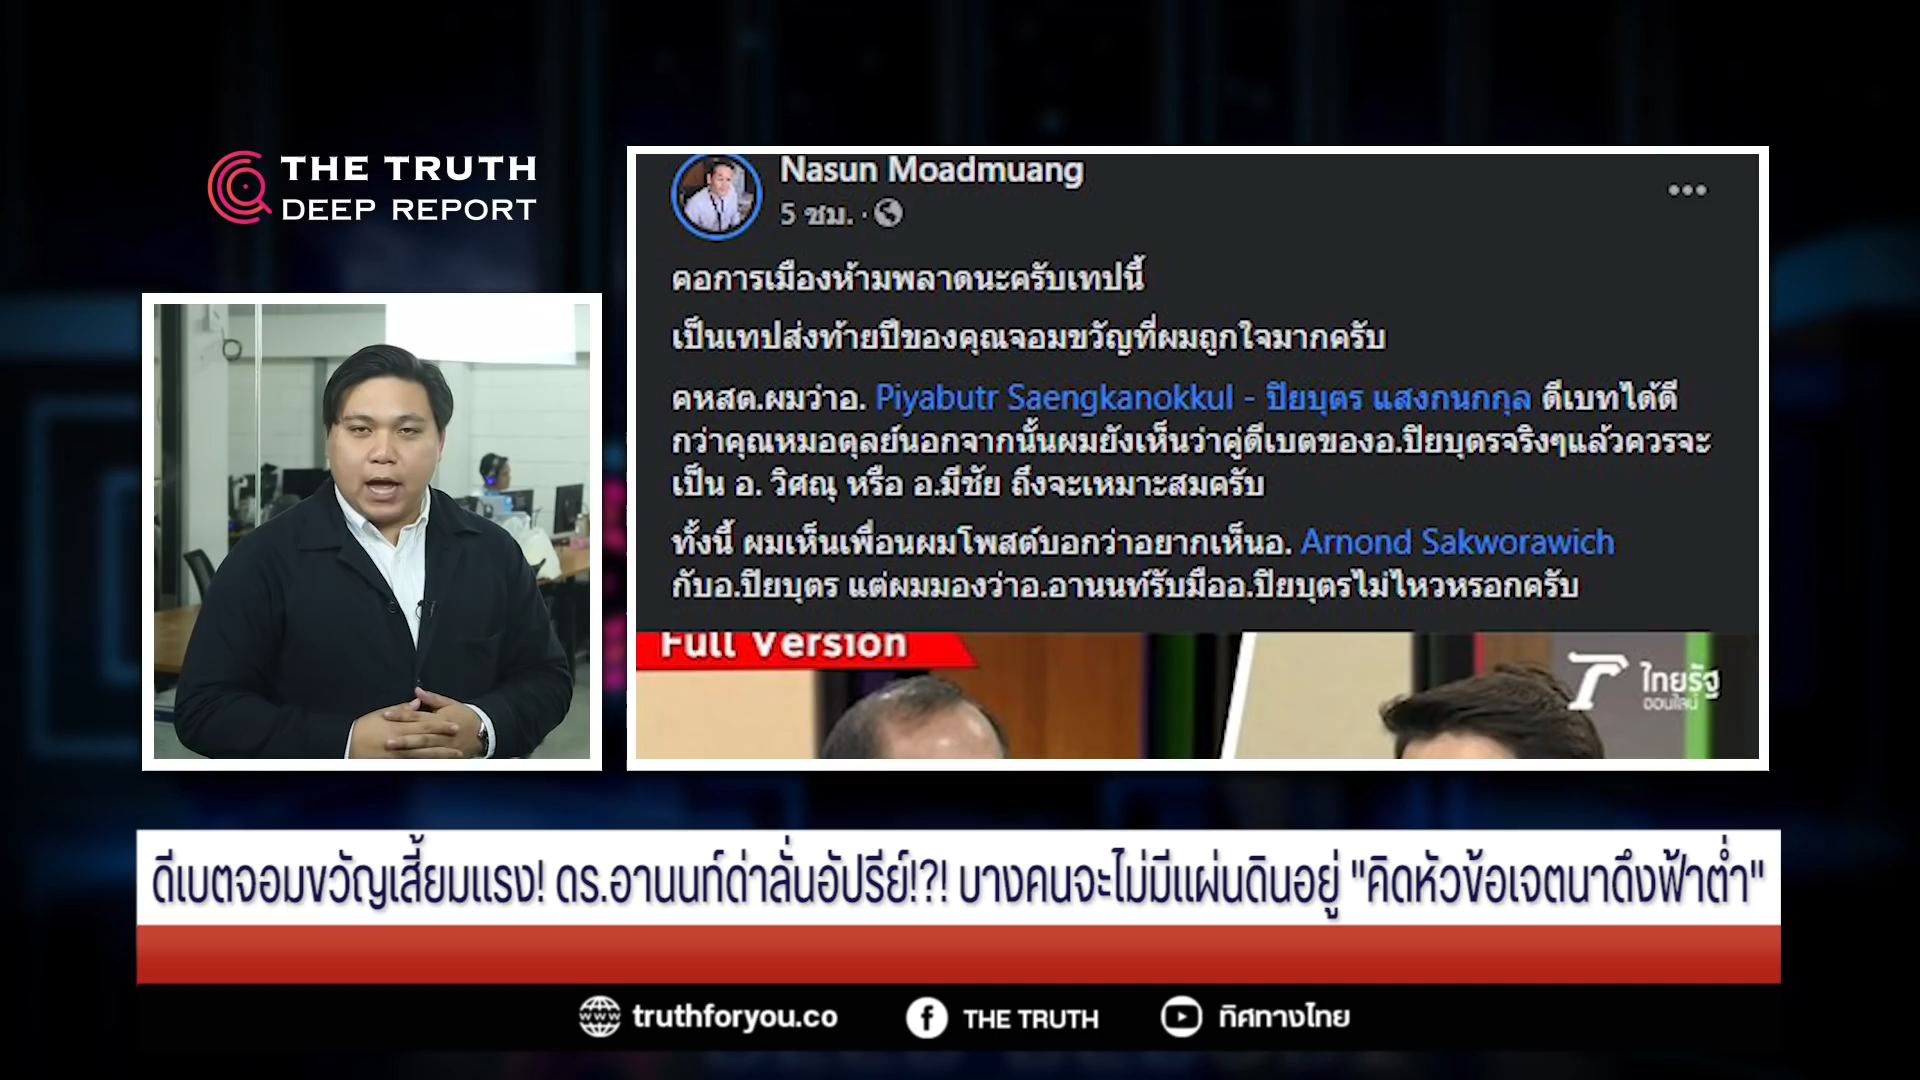 THE TRUTH
DEEP REPORT
Nasun Moadmuang
5 ชม. ·
คอการเมืองห้ามพลาดนะครับเทปนี้
เป็นเทปส่งท้ายปีของคุณจอมขวัญที่ผมถูกใจมากครับ
คหสต.ผมว่าอ. Piyabutr Saengkanokkul - ปิยบุตร แสงกนกกุล ดีเบทได้ดี
กว่าคุณหมอตุลย์นอกจากนั้นผมยังเห็นว่าคู่ดีเบตของอ.ปิยบุตรจริงๆแล้วควรจะ
เป็น อ. วิศณุ หรือ อ.มีชัย ถึงจะเหมาะสมครับ
ทั้งนี้ ผมเห็นเพื่อนผมโพสต์บอกว่าอยากเห็นอ. Arnond Sakworawich
กับอ.ปิยบุตร แต่ผมมองว่าอ.อานนท์รับมืออ.ปิยบุตรไม่ไหวหรอกครับ
Full Version
ไทยรัฐ
ออนไลน์
ดีเบตจอมขวัญเสี้ยมแรง! ดร.อานนท์ด่าลั่นอัปรีย์!?! บางคนจะไม่มีแผ่นดินอยู่ "คิดหัวข้อเจตนาดึงฟ้าต่ำ"
www truthforyou.co
THE TRUTH
ทิศทางไทย